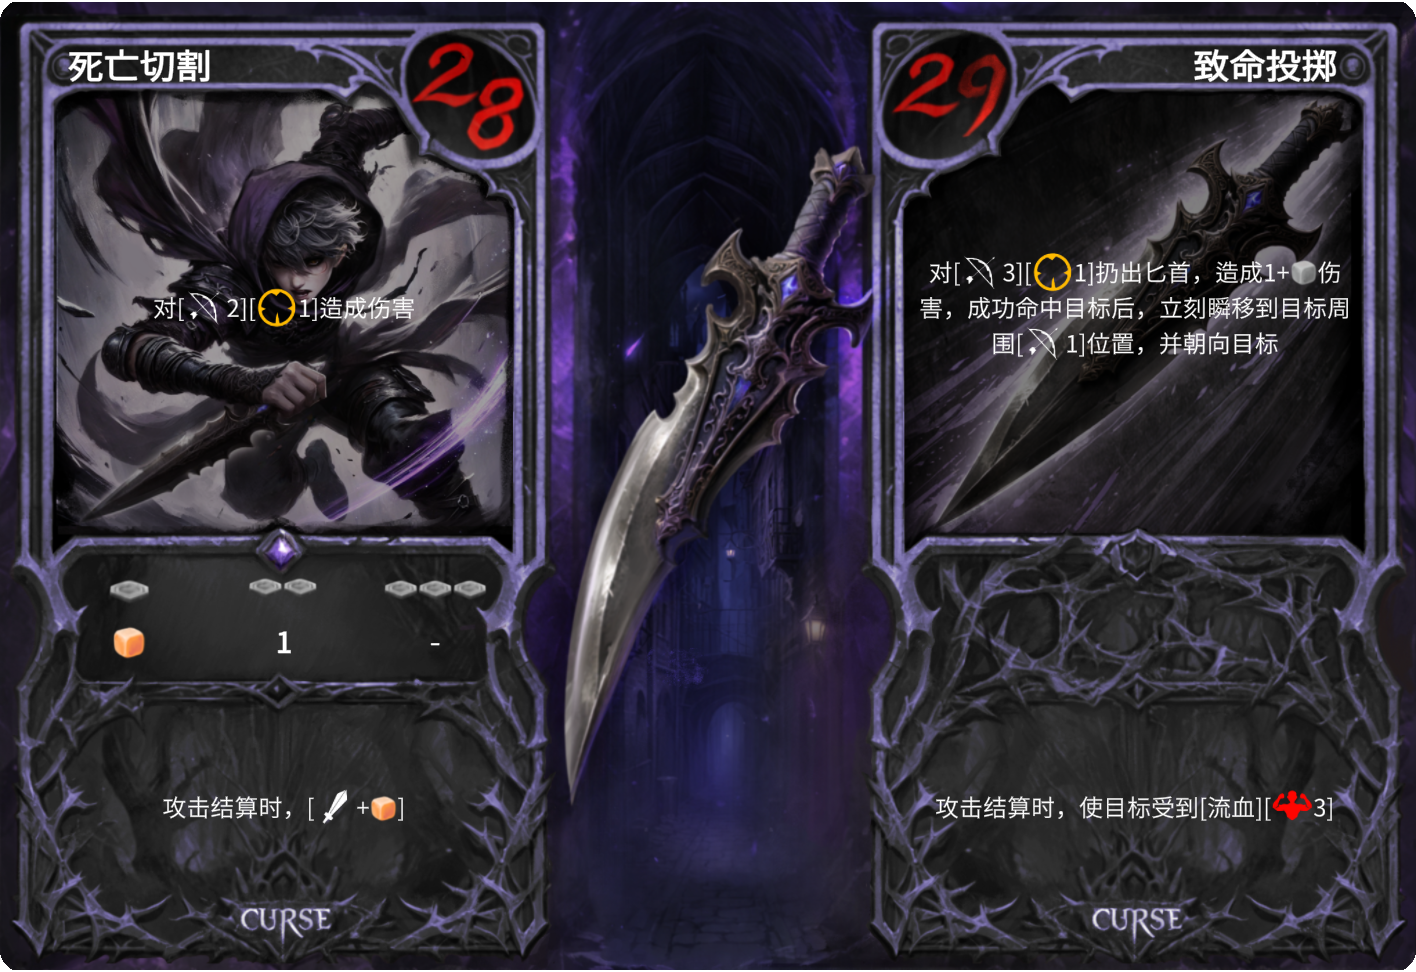 死亡切割
28
对[2][1]造成伤害
1
-
攻击结算时，[+]
CURSE
致命投掷
29
对[3][1]扔出匕首，造成1+伤
害，成功命中目标后，立刻瞬移到目标周
围[1]位置，并朝向目标
攻击结算时，使目标受到[流血][3]
CURSE